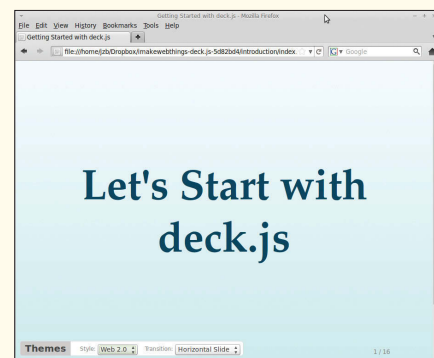 Getting Started with deck.js - Mozilla Firefox
File Edit View History Bookmarks Tools Help
Getting Started with deck.js
file:///home/jzb/Dropbox/imakewebthings-deck.js-5d82bd4/introduction/index. Google
Let's Start with
deck.js
Themes Style: Web 2.0 Transition: Horizontal Slide 1 / 16